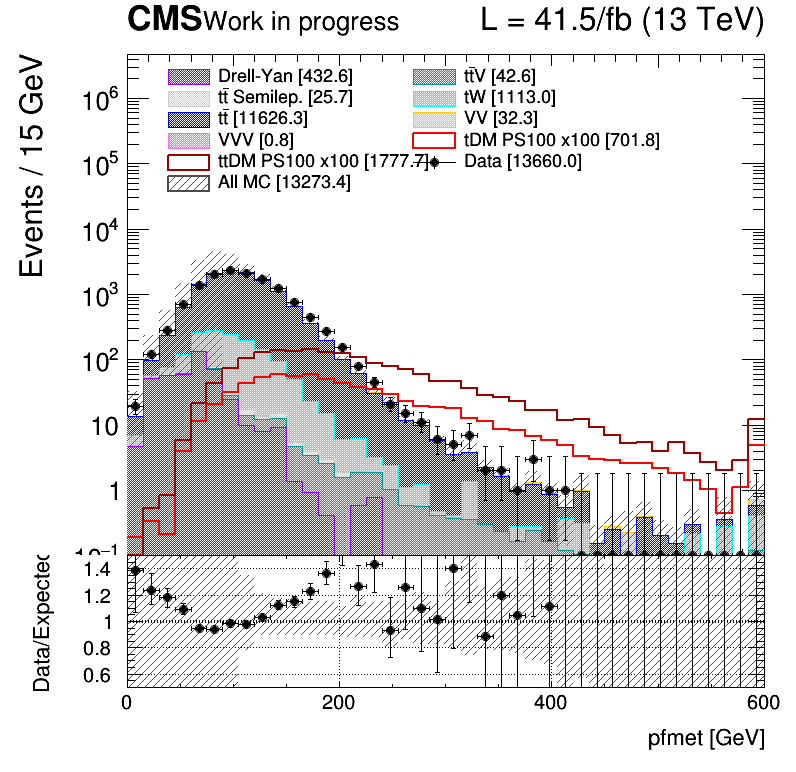 CMS Work in progress L = 41.5/fb (13 TeV)
Events / 15 GeV
Drell-Yan [432.6] tt̄V [42.6]
tt̄ Semilep. [25.7] tW [1113.0]
tt̄ [11626.3] VV [32.3]
VVV [0.8] tDM PS100 x100 [701.8]
ttDM PS100 x100 [1777.7] Data [13660.0]
All MC [13273.4]
10⁶
10⁵
10⁴
10³
10²
10
1
10⁻¹
Data/Expected
1.4
1.2
1
0.8
0.6
0 200 400 600
pfmet [GeV]